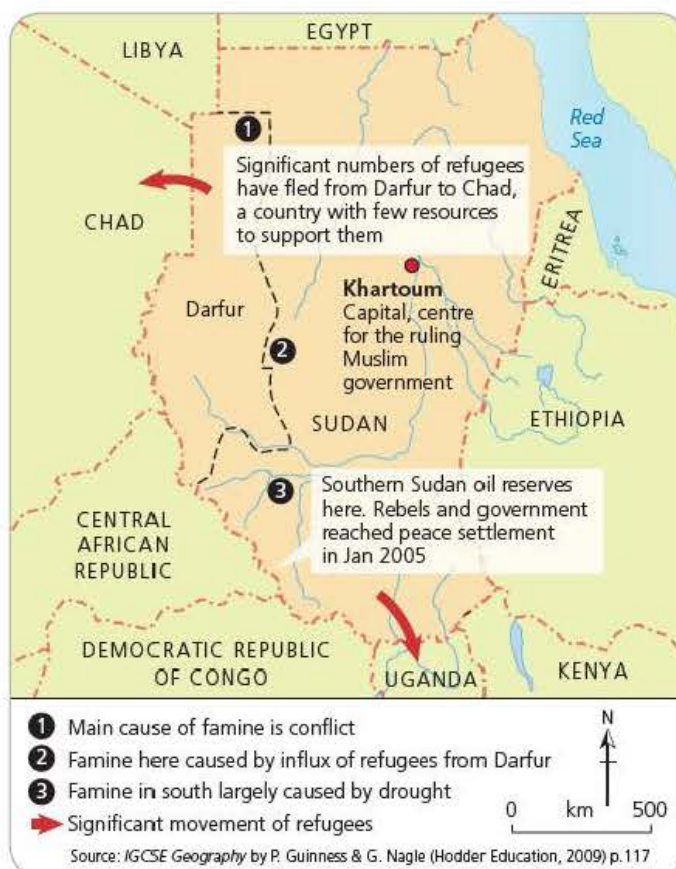 EGYPT
LIBYA
Red
Sea
1
Significant numbers of refugees
have fled from Darfur to Chad,
a country with few resources
to support them
CHAD
ERITREA
Khartoum
Capital, centre
for the ruling
Muslim
government
Darfur
2
SUDAN
ETHIOPIA
3
Southern Sudan oil reserves
here. Rebels and government
reached peace settlement
in Jan 2005
CENTRAL
AFRICAN
REPUBLIC
DEMOCRATIC REPUBLIC
OF CONGO
UGANDA
KENYA
1 Main cause of famine is conflict
2 Famine here caused by influx of refugees from Darfur
3 Famine in south largely caused by drought
Significant movement of refugees
N
0 km 500
Source: IGCSE Geography by P. Guinness & G. Nagle (Hodder Education, 2009) p.117